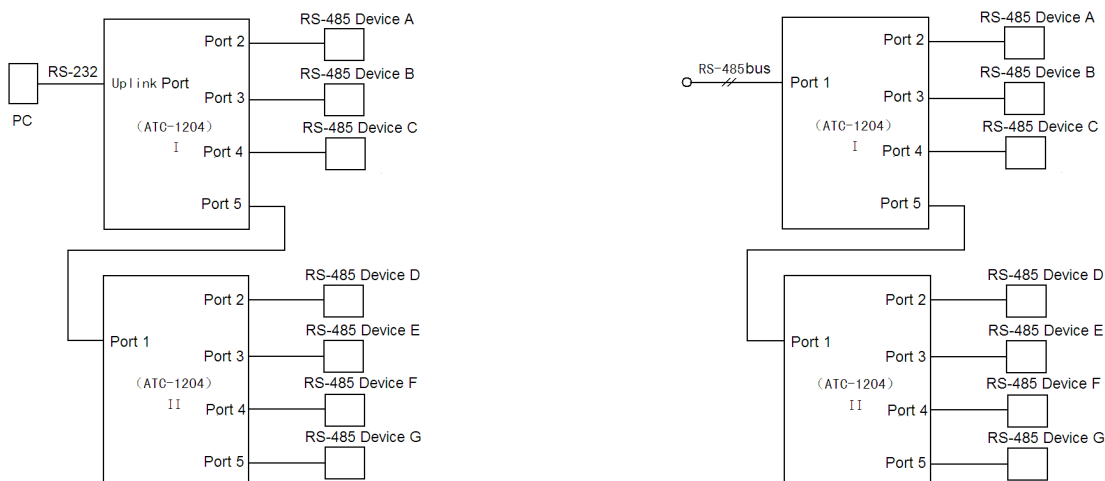 RS-485 Device A
Port 2
RS-232
Uplink Port
RS-485 Device B
Port 3
PC
（ATC-1204）
I
RS-485 Device C
Port 4
Port 5
RS-485 Device D
Port 2
Port 1
RS-485 Device E
Port 3
（ATC-1204）
II
RS-485 Device F
Port 4
RS-485 Device G
Port 5
RS-485 Device A
Port 2
RS-485bus
Port 1
RS-485 Device B
Port 3
（ATC-1204）
I
RS-485 Device C
Port 4
Port 5
RS-485 Device D
Port 2
Port 1
RS-485 Device E
Port 3
（ATC-1204）
II
RS-485 Device F
Port 4
RS-485 Device G
Port 5